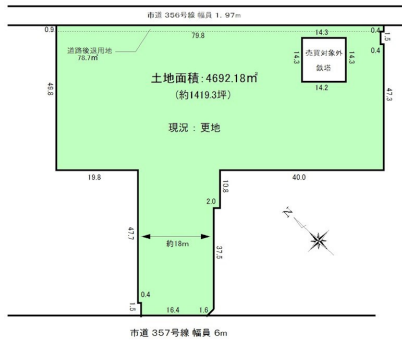 市道 356号線 幅員 1.97m
0.9
79.8
14.3
0.4
1.5
0.4
道路後退用地
78.7㎡
14.3
売買対象外
鉄塔
14.3
14.2
土地面積:4692.18㎡
(約1419.3坪)
49.8
47.3
現況:更地
19.8
10.8
40.0
2.0
47.7
約18m
37.5
N
0.4
1.5
16.4
1.6
市道 357号線 幅員 6m